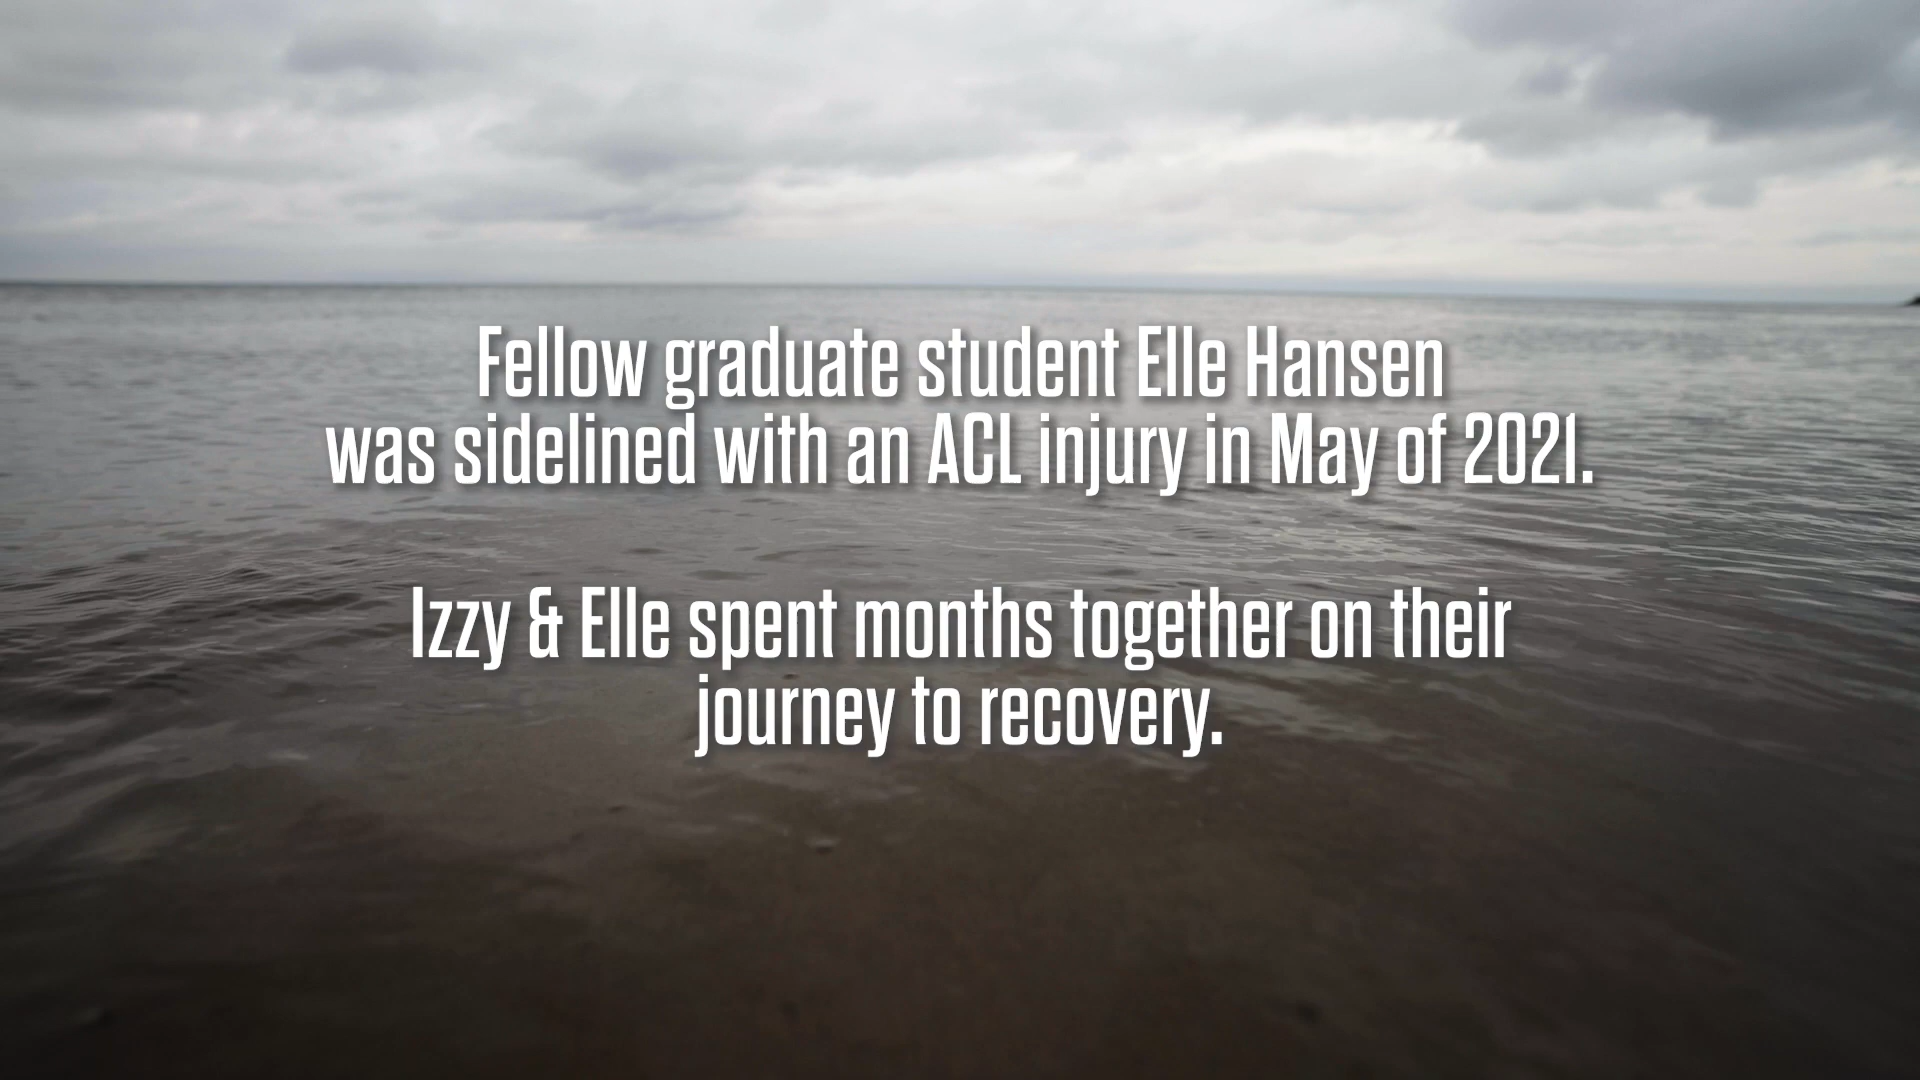 Fellow graduate student Elle Hansen
was sidelined with an ACL injury in May of 2021.
Izzy & Elle spent months together on their
journey to recovery.